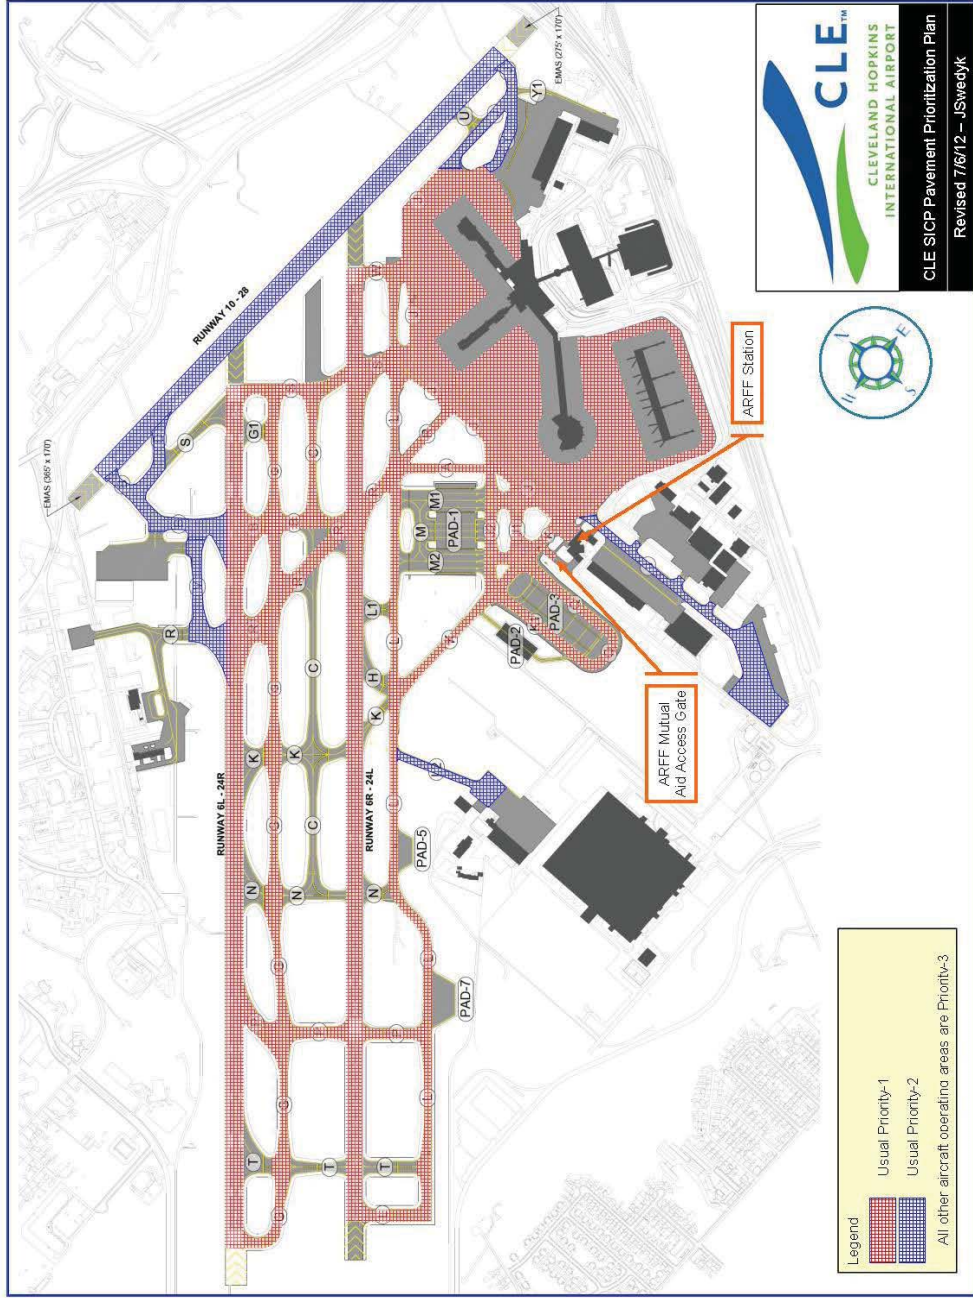 EMAS (275' x 170')
U
Y1
RUNWAY 10 - 28
W
J
EMAS (365' x 170')
S
G1
G
C
L
R
A
M
M1
M2
PAD-1
PAD-2
PAD-3
L1
L
H
K
R
C
G
K
K
RUNWAY 6L - 24R
RUNWAY 6R - 24L
C
G
L
PAD-5
N
N
N
G
L
PAD-7
P
P
G
L
T
T
T
ARFF Station
ARFF Mutual
Aid Access Gate
CLE™
CLEVELAND HOPKINS
INTERNATIONAL AIRPORT
CLE SICP Pavement Prioritization Plan
Revised 7/6/12 – JSwedyk
E
S
Legend
Usual Priority-1
Usual Priority-2
All other aircraft operating areas are Priority-3